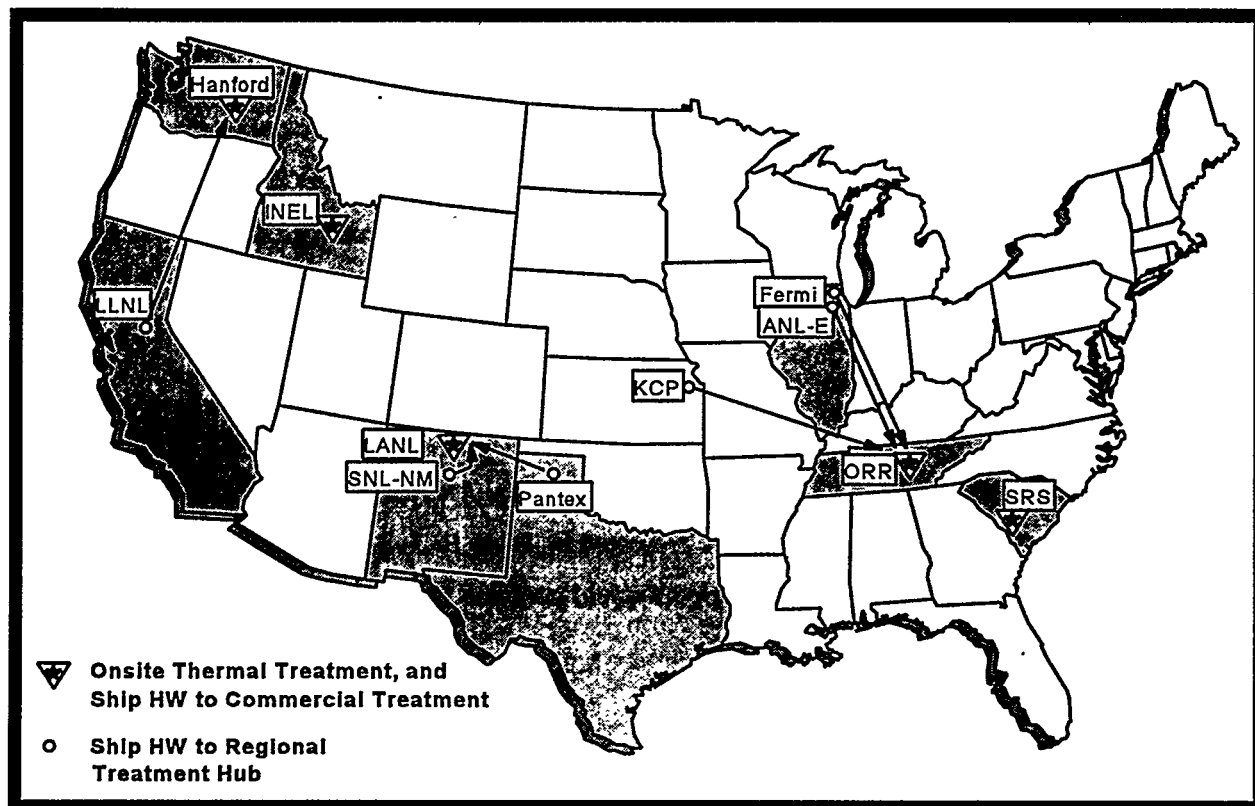 Hanford
INEL
LLNL
Fermi
ANL-E
KCP
LANL
SNL-NM
Pantex
ORR
SRS
Onsite Thermal Treatment, and
Ship HW to Commercial Treatment
Ship HW to Regional
Treatment Hub